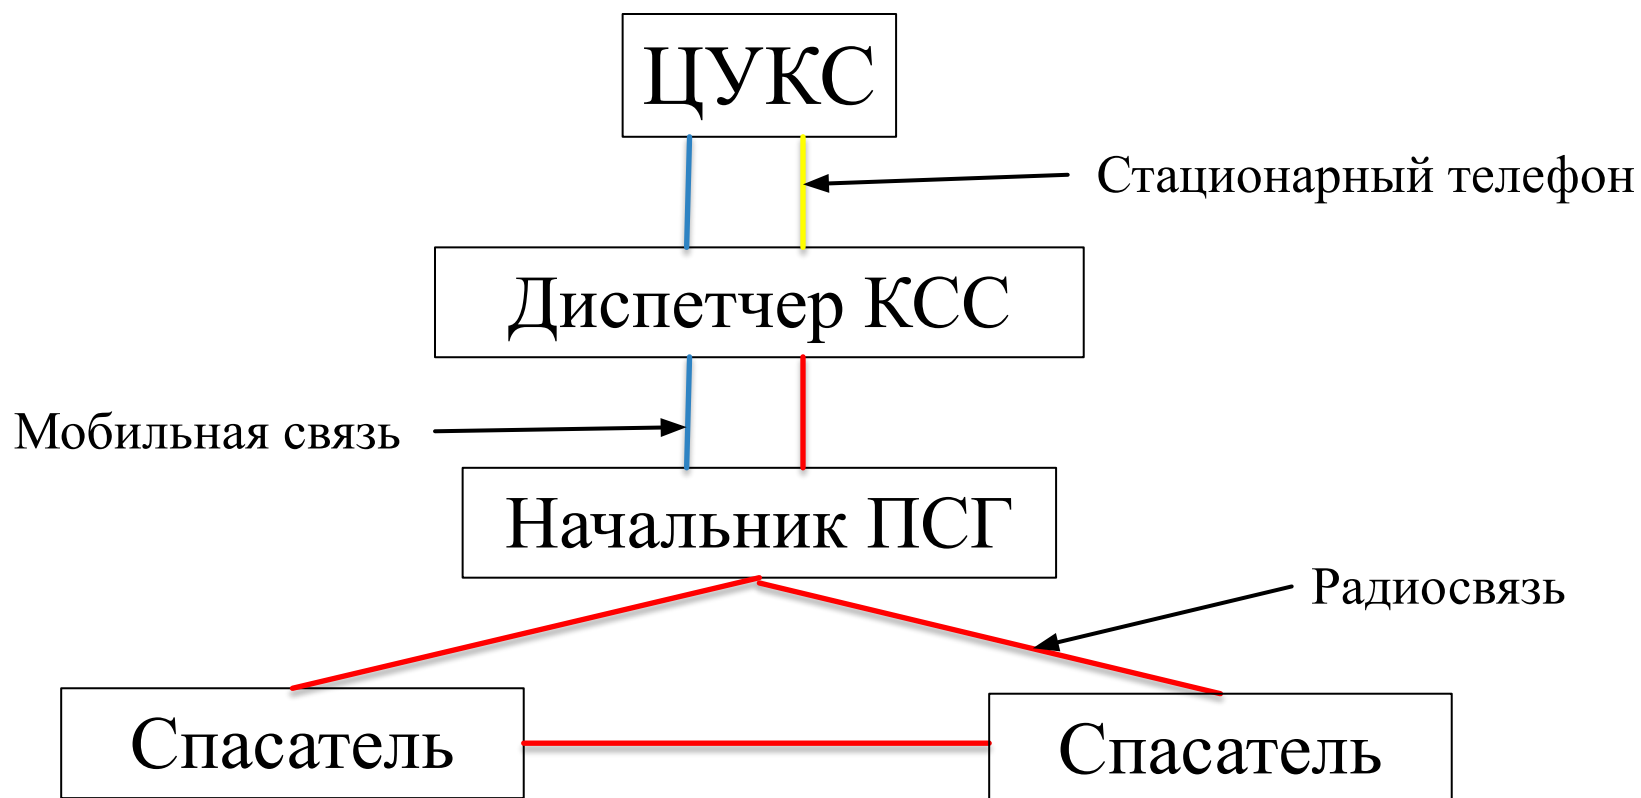 ЦУКС
Стационарный телефон
Диспетчер КСС
Мобильная связь
Начальник ПСГ
Радиосвязь
Спасатель
Спасатель